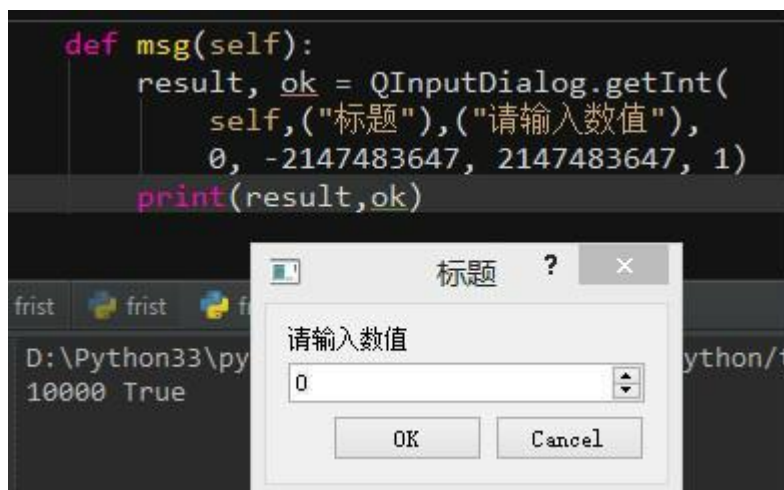 def msg(self):
result, ok = QInputDialog.getInt(
self,("标题"),("请输入数值"),
0, -2147483647, 2147483647, 1)
print(result,ok)
标题 ? ×
frist frist
请输入数值
D:\Python33\py ython/
10000 True
0
OK Cancel